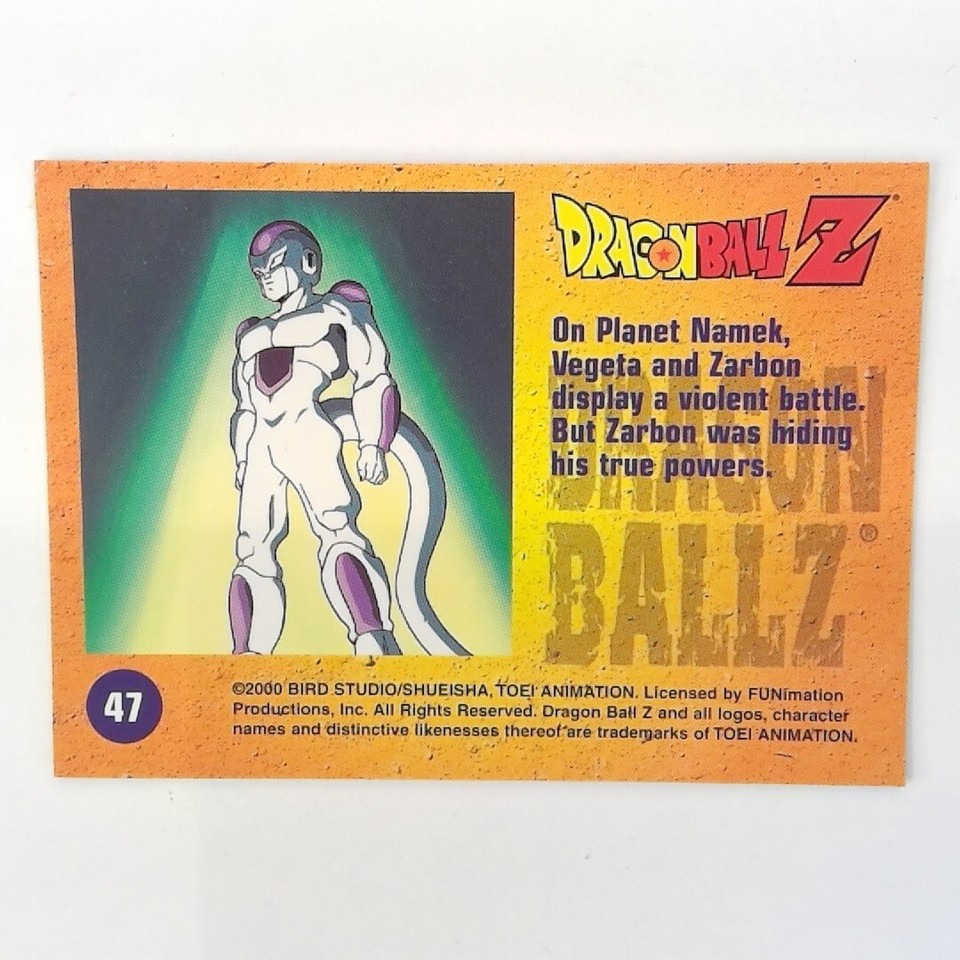 DRAGON BALL Z
On Planet Namek,
Vegeta and Zarbon
display a violent battle.
But Zarbon was hiding
his true powers.
DRAGON
BALL Z®
47
©2000 BIRD STUDIO/SHUEISHA, TOEI ANIMATION. Licensed by FUNimation
Productions, Inc. All Rights Reserved. Dragon Ball Z and all logos, character
names and distinctive likenesses thereof are trademarks of TOEI ANIMATION.